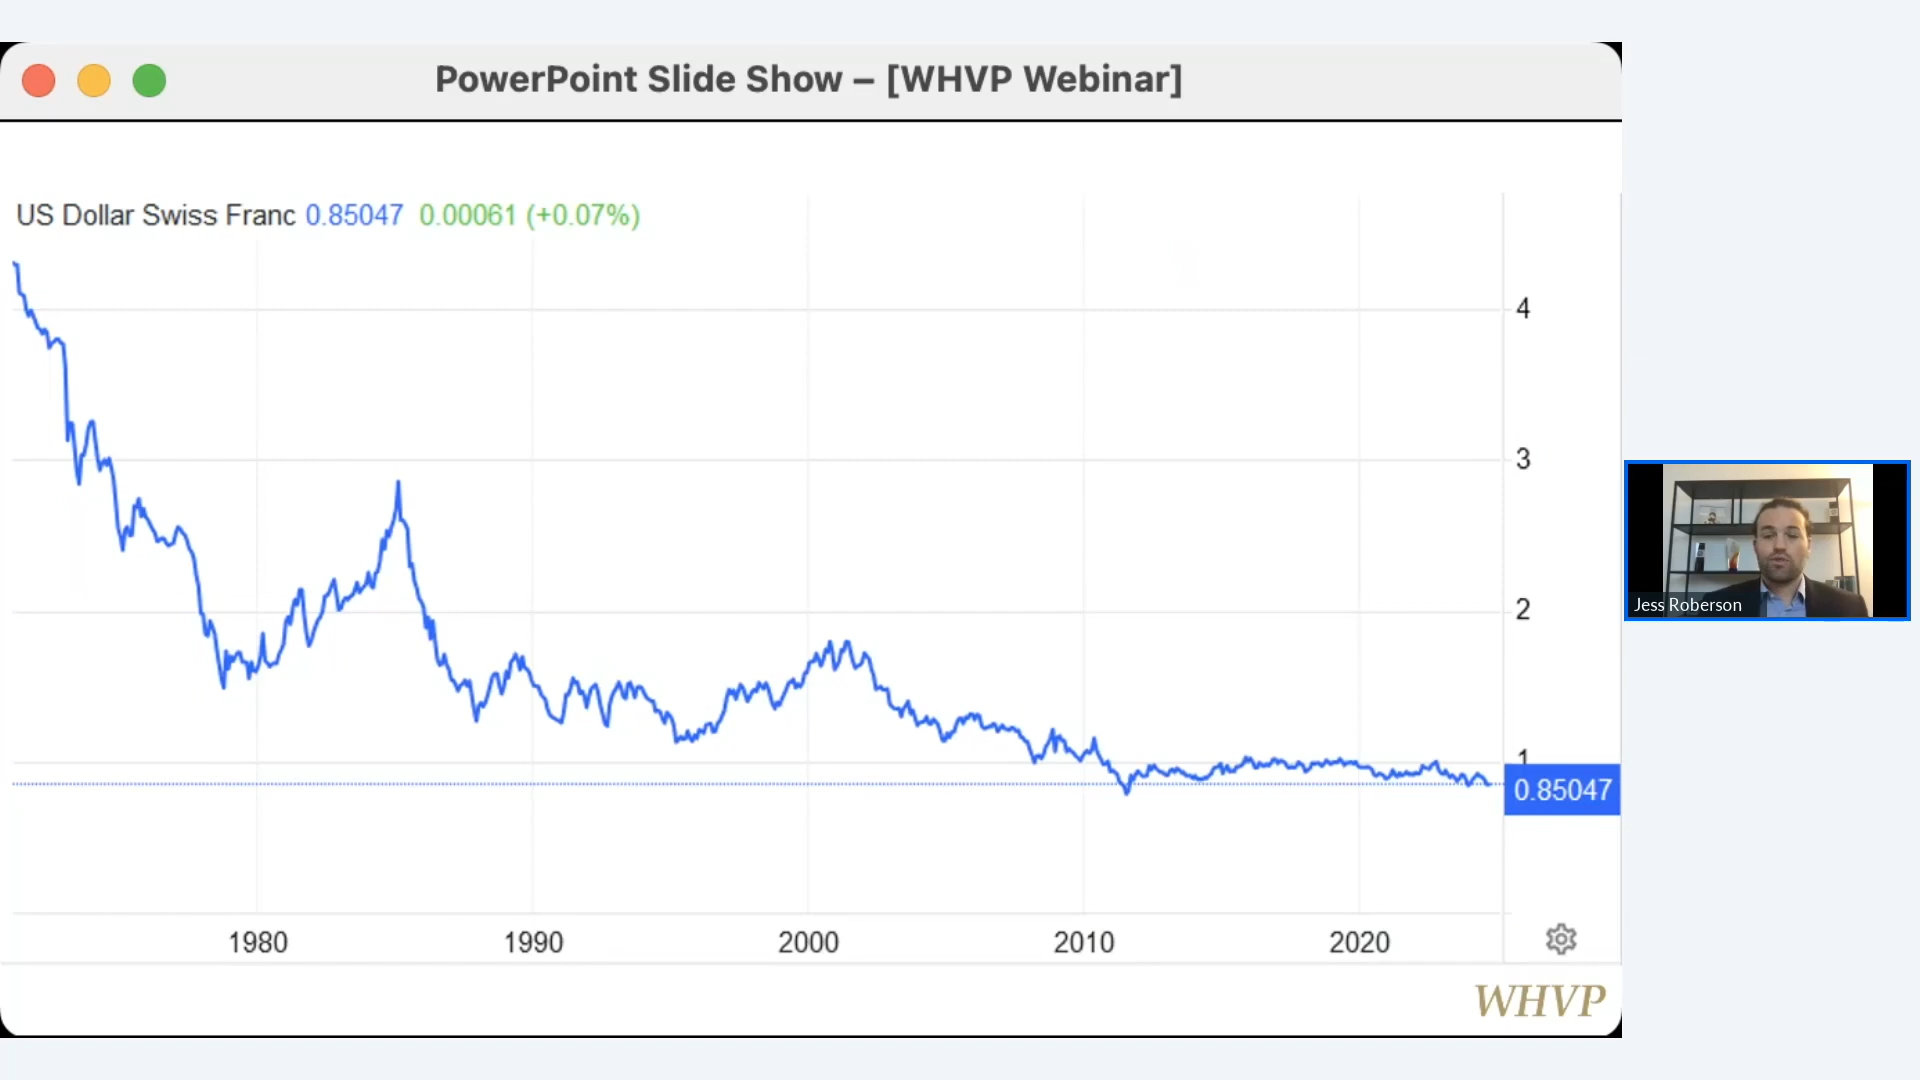 PowerPoint Slide Show – [WHVP Webinar]
US Dollar Swiss Franc 0.85047 0.00061 (+0.07%)
4
3
2
1
0.85047
1980 1990 2000 2010 2020
WHVP
Jess Roberson